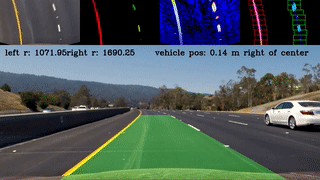 left r: 1071.95right r: 1690.25 vehicle pos: 0.14 m right of center